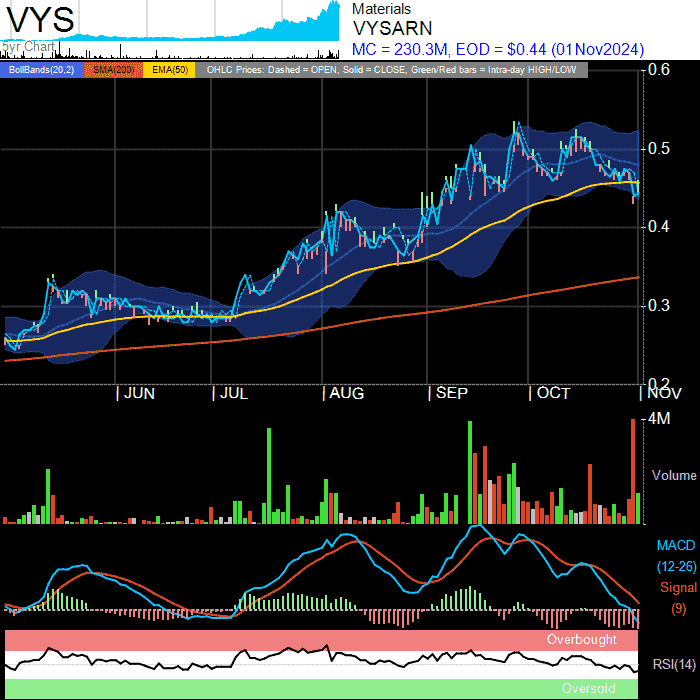 VYS
5yr Chart
Materials
VYSARN
MC = 230.3M, EOD = $0.44 (01Nov2024)
BollBands(20,2) SMA(200) EMA(50) OHLC Prices: Dashed = OPEN, Solid = CLOSE, Green/Red bars = Intra-day HIGH/LOW
0.6
0.5
0.4
0.3
0.2
| JUN | JUL | AUG | SEP | OCT | NOV
4M
Volume
MACD
(12-26)
Signal
(9)
Overbought
RSI(14)
Oversold